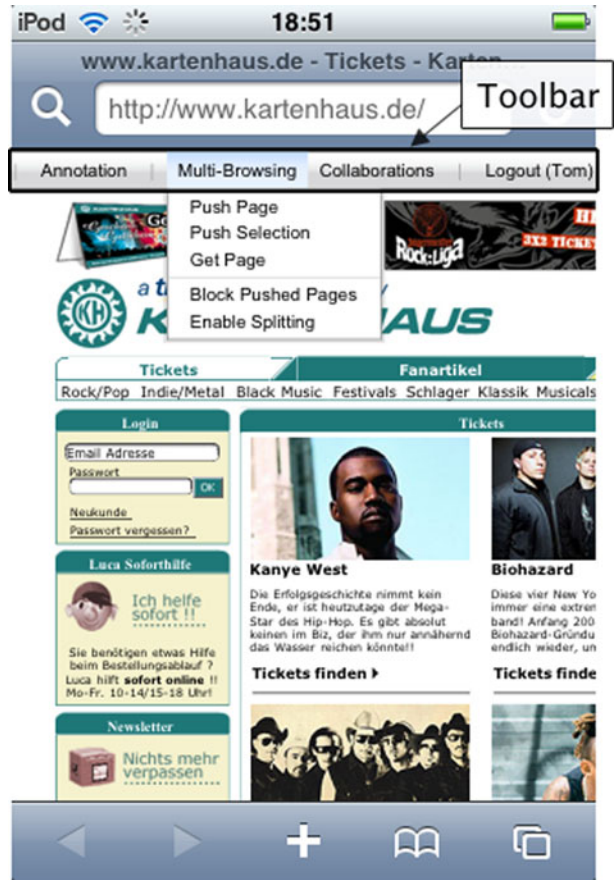 iPod 18:51
www.kartenhaus.de - Tickets - Karten...
http://www.kartenhaus.de/
Toolbar
Annotation | Multi-Browsing Collaborations | Logout (Tom)
Push Page
Push Selection
Get Page
Block Pushed Pages
Enable Splitting
Rock:Liga
3X2 TICKE
a t
K AUS
KH
Tickets Fanartikel
Rock/Pop Indie/Metal Black Music Festivals Schlager Klassik Musicals
Login
Email Adresse
Passwort
OK
Neukunde
Passwort vergessen?
Luca Soforthilfe
Ich helfe
sofort !!
Sie benötigen etwas Hilfe
beim Bestellungsablauf ?
Luca hilft sofort online !!
Mo-Fr. 10-14/15-18 Uhr!
Newsletter
Nichts mehr
verpassen
Tickets
Kanye West
Die Erfolgsgeschichte nimmt kein
Ende, er ist heutzutage der Mega-
Star des Hip-Hop. Es gibt absolut
keinen im Biz, der ihm nur annähernd
das Wasser reichen könnte!!
Tickets finden
Biohazard
Diese vier New Yo
immer eine extrem
band! Anfang 200
Biohazard-Gründu
endlich wieder, un
Tickets finde